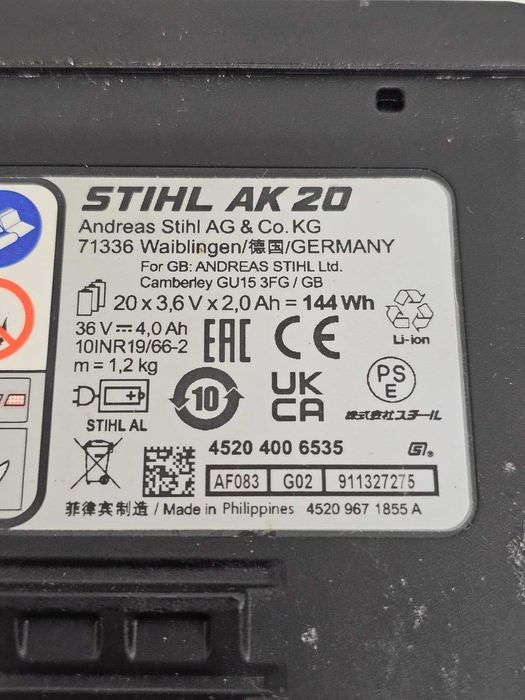 STIHL AK 20
Andreas Stihl AG & Co. KG
71336 Waiblingen/德国/GERMANY
For GB: ANDREAS STIHL Ltd.
Camberley GU15 3FG / GB
20 x 3,6 V x 2,0 Ah = 144 Wh
36 V ⎓ 4,0 Ah
10INR19/66-2
m = 1,2 kg
EAC CE
Li-ion
STIHL AL
10
UK
CA
PS
E
株式会社スチール
4520 400 6535
S®
AF083 G02 911327275
菲律宾制造 / Made in Philippines 4520 967 1855 A